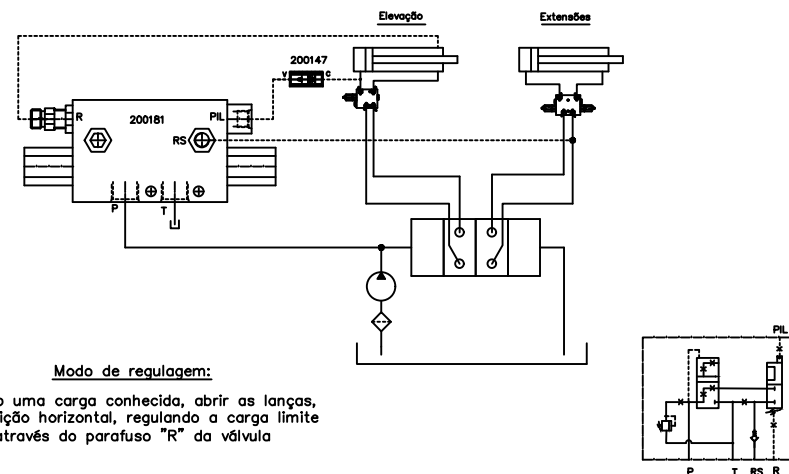 Elevação
Extensões
200147
V C
R
200181
PIL
RS
P
T
Modo de regulagem:
uma carga conhecida, abrir as lanças,
horizontal, regulando a carga limite
através do parafuso "R" da válvula
PIL
P T RS R